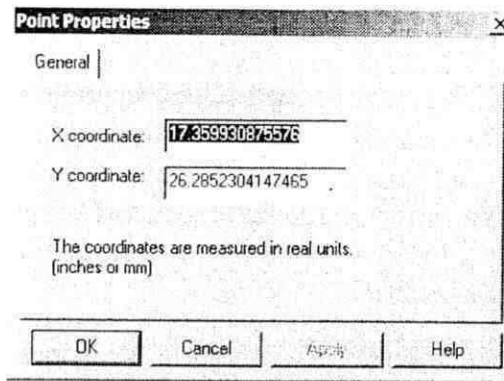 Point Properties
General
X coordinate: 17.359930875576
Y coordinate: 26.2852304147465
The coordinates are measured in real units.
(inches or mm)
OK Cancel Apply Help